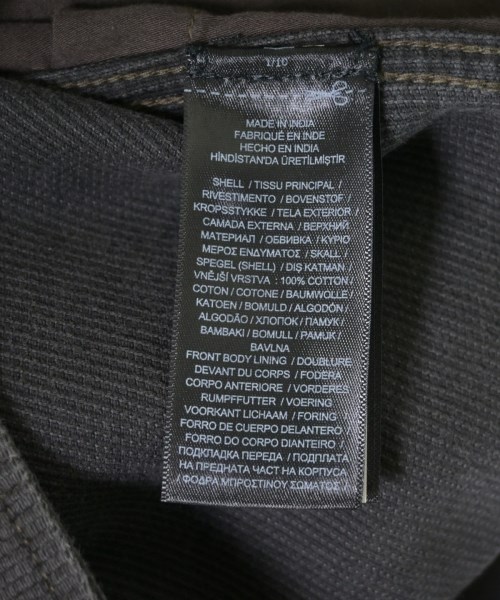 1/10
MADE IN INDIA
FABRIQUÉ EN INDE
HECHO EN INDIA
HİNDİSTAN'DA ÜRETİLMİŞTİR
SHELL / TISSU PRINCIPAL /
RIVESTIMENTO / BOVENSTOF /
KROPSSTYKKE / TELA EXTERIOR /
CAMADA EXTERNA / ВЕРХНИЙ
МАТЕРИАЛ / ОБВИВКА / ΚΥΡΙΟ
ΜΕΡΟΣ ΕΝΔΥΜΑΤΟΣ / SKALL /
SPEGEL (SHELL) / DIŞ KATMAN /
VNĚJŠÍ VRSTVA : 100% COTTON /
COTON / COTONE / BAUMWOLLE /
KATOEN / BOMULD / ALGODÓN /
ALGODÃO / ХЛОПОК / ПАМУК /
ΒΑΜΒΑΚΙ / BOMULL / PAMUK /
BAVLNA
FRONT BODY LINING / DOUBLURE
DEVANT DU CORPS / FODERA
CORPO ANTERIORE / VORDERES
RUMPFFUTTER / VOERING
VOORKANT LICHAAM / FORING
FORRO DE CUERPO DELANTERO /
FORRO DO CORPO DIANTEIRO /
ПОДКЛАДКА ПЕРЕДА / ПОДПЛАТА
НА ПРЕДНАТА ЧАСТ НА КОРПУСА
/ ΦΟΔΡΑ ΜΠΡΟΣΤΙΝΟΥ ΣΩΜΑΤΟΣ /